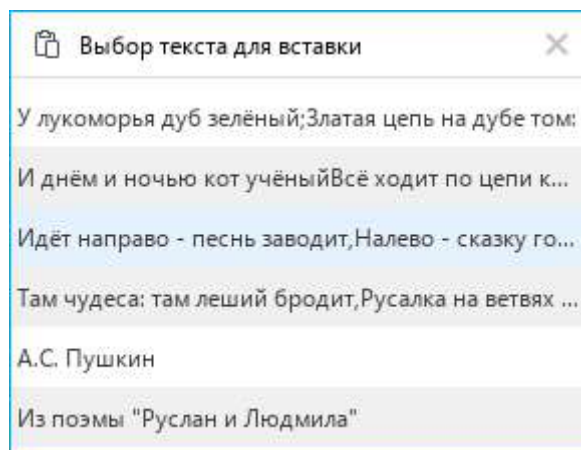 Выбор текста для вставки
У лукоморья дуб зелёный;Златая цепь на дубе том:
И днём и ночью кот учёныйВсё ходит по цепи к...
Идёт направо - песнь заводит,Налево - сказку го...
Там чудеса: там леший бродит,Русалка на ветвях ...
А.С. Пушкин
Из поэмы "Руслан и Людмила"